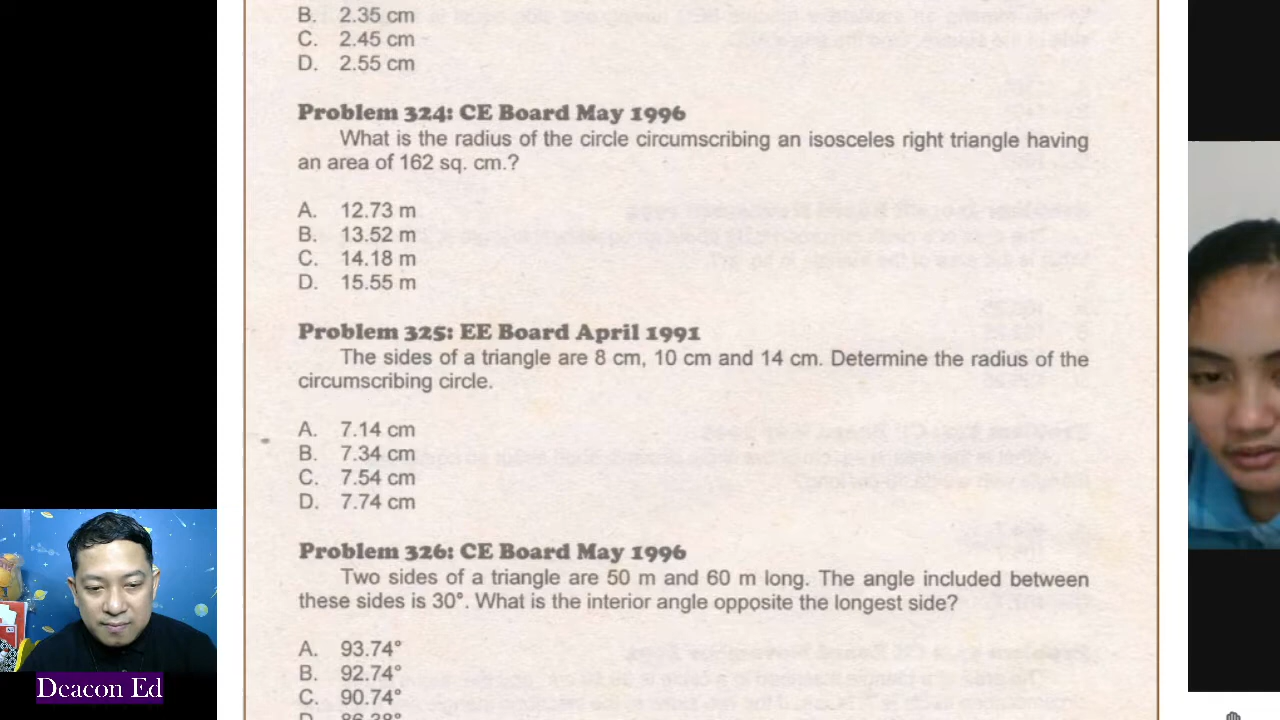 B. 2.35 cm
C. 2.45 cm
D. 2.55 cm
Problem 324: CE Board May 1996
What is the radius of the circle circumscribing an isosceles right triangle having
an area of 162 sq. cm.?
A. 12.73 m
B. 13.52 m
C. 14.18 m
D. 15.55 m
Problem 325: EE Board April 1991
The sides of a triangle are 8 cm, 10 cm and 14 cm. Determine the radius of the
circumscribing circle.
A. 7.14 cm
B. 7.34 cm
C. 7.54 cm
D. 7.74 cm
Problem 326: CE Board May 1996
Two sides of a triangle are 50 m and 60 m long. The angle included between
these sides is 30°. What is the interior angle opposite the longest side?
A. 93.74°
B. 92.74°
C. 90.74°
D. 86.38°
Deacon Ed